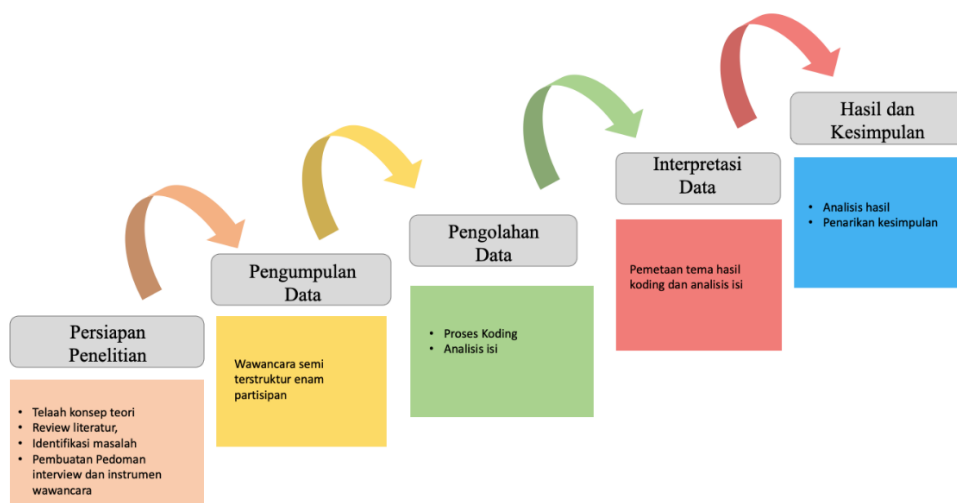 Persiapan
Penelitian
• Telaah konsep teori
• Review literatur,
• Identifikasi masalah
• Pembuatan Pedoman
interview dan instrumen
wawancara
Pengumpulan
Data
Wawancara semi
terstruktur enam
partisipan
Pengolahan
Data
• Proses Koding
• Analisis isi
Interpretasi
Data
Pemetaan tema hasil
koding dan analisis isi
Hasil dan
Kesimpulan
• Analisis hasil
• Penarikan kesimpulan